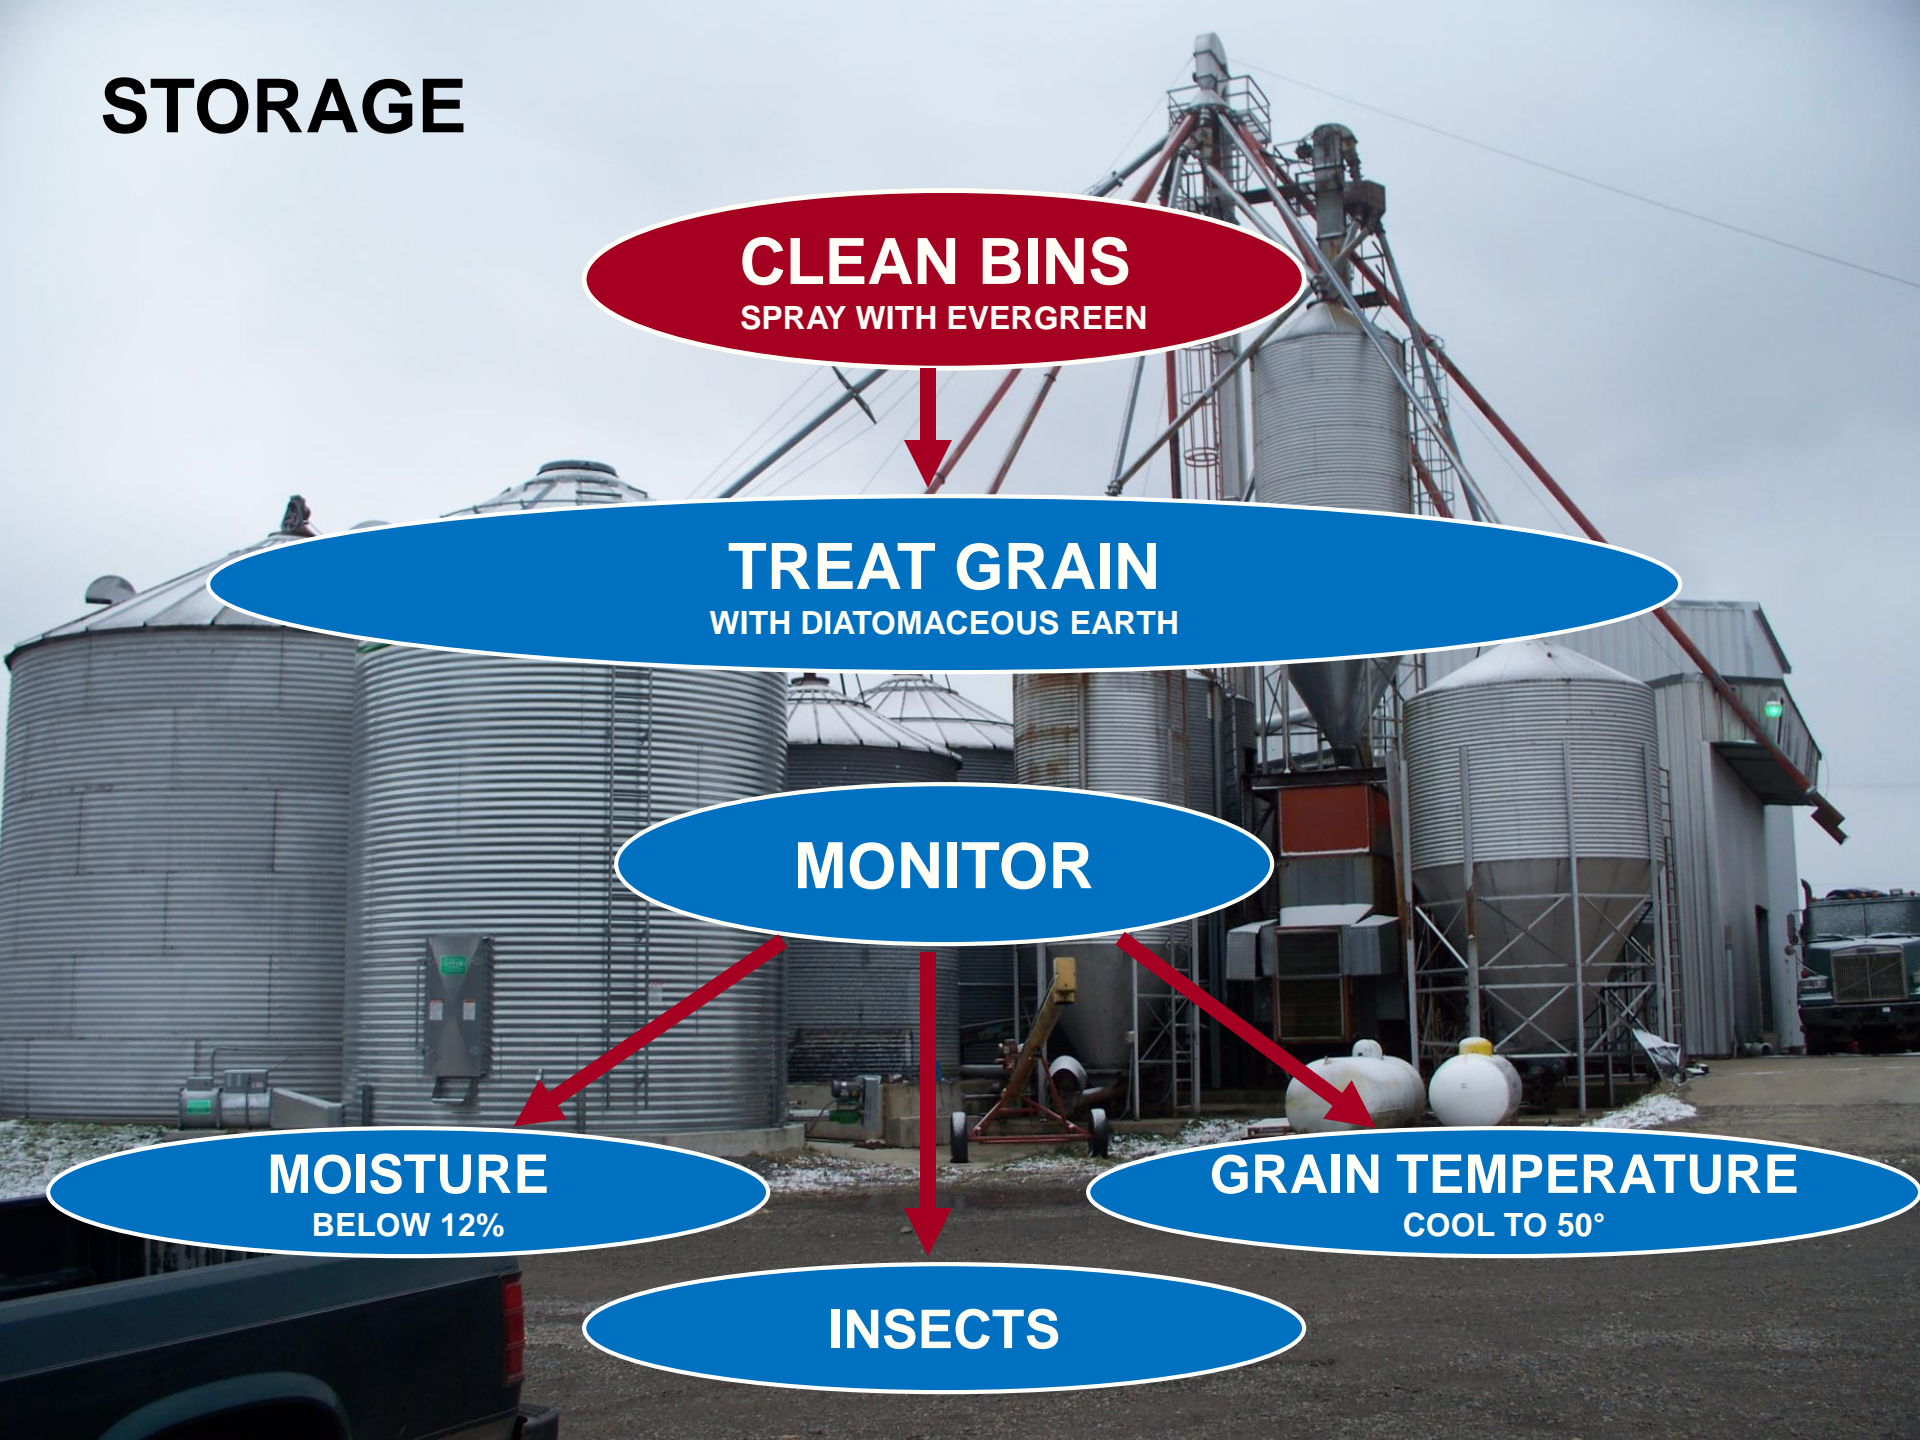 STORAGE
CLEAN BINS
SPRAY WITH EVERGREEN
TREAT GRAIN
WITH DIATOMACEOUS EARTH
MONITOR
MOISTURE
BELOW 12%
GRAIN TEMPERATURE
COOL TO 50°
INSECTS